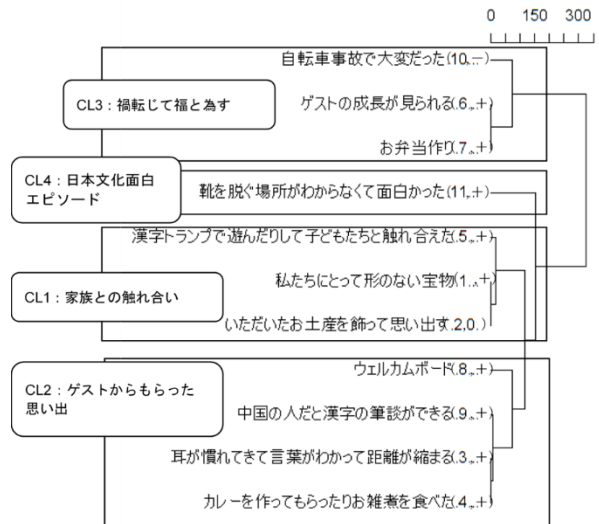 0 150 300
自転車事故で大変だった(10.,−)
CL3：禍転じて福と為す
ゲストの成長が見られる(6.,+)
お弁当作り(7.,+)
CL4：日本文化面白
エピソード
靴を脱ぐ場所がわからなくて面白かった(11,+)
漢字トランプで遊んだりして子どもたちと触れ合えた(5.,+)
私たちにとって形のない宝物(1.,+)
CL1：家族との触れ合い
いただいたお土産を飾って思い出す(2,0.)
ウェルカムボード(8.,+)
CL2：ゲストからもらった
思い出
中国の人だと漢字の筆談ができる(9.,+)
耳が慣れてきて言葉がわかって距離が縮まる(3.,+)
カレーを作ってもらったりお雑煮を食べた(4.,+)